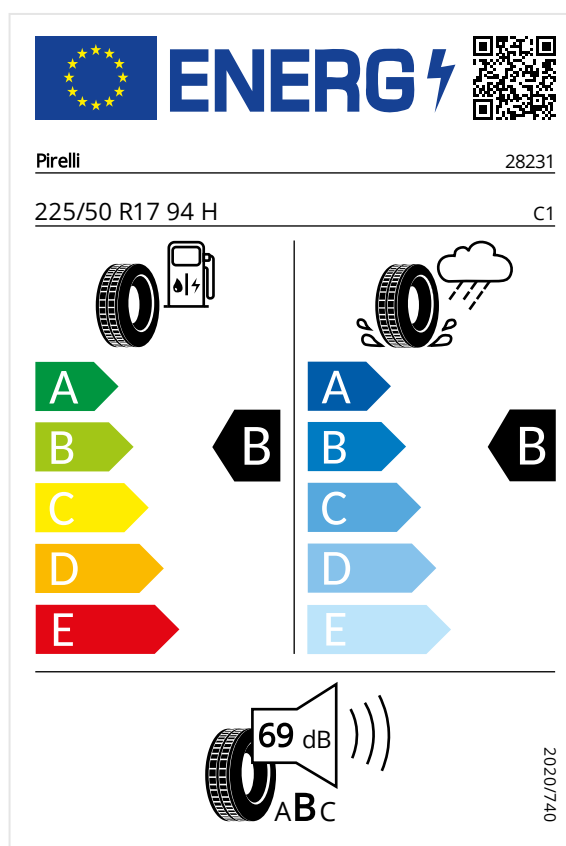 ENERG
Pirelli 28231
225/50 R17 94 H C1
A A
B B B B
C C
D D
E E
69 dB
ABC
2020/740